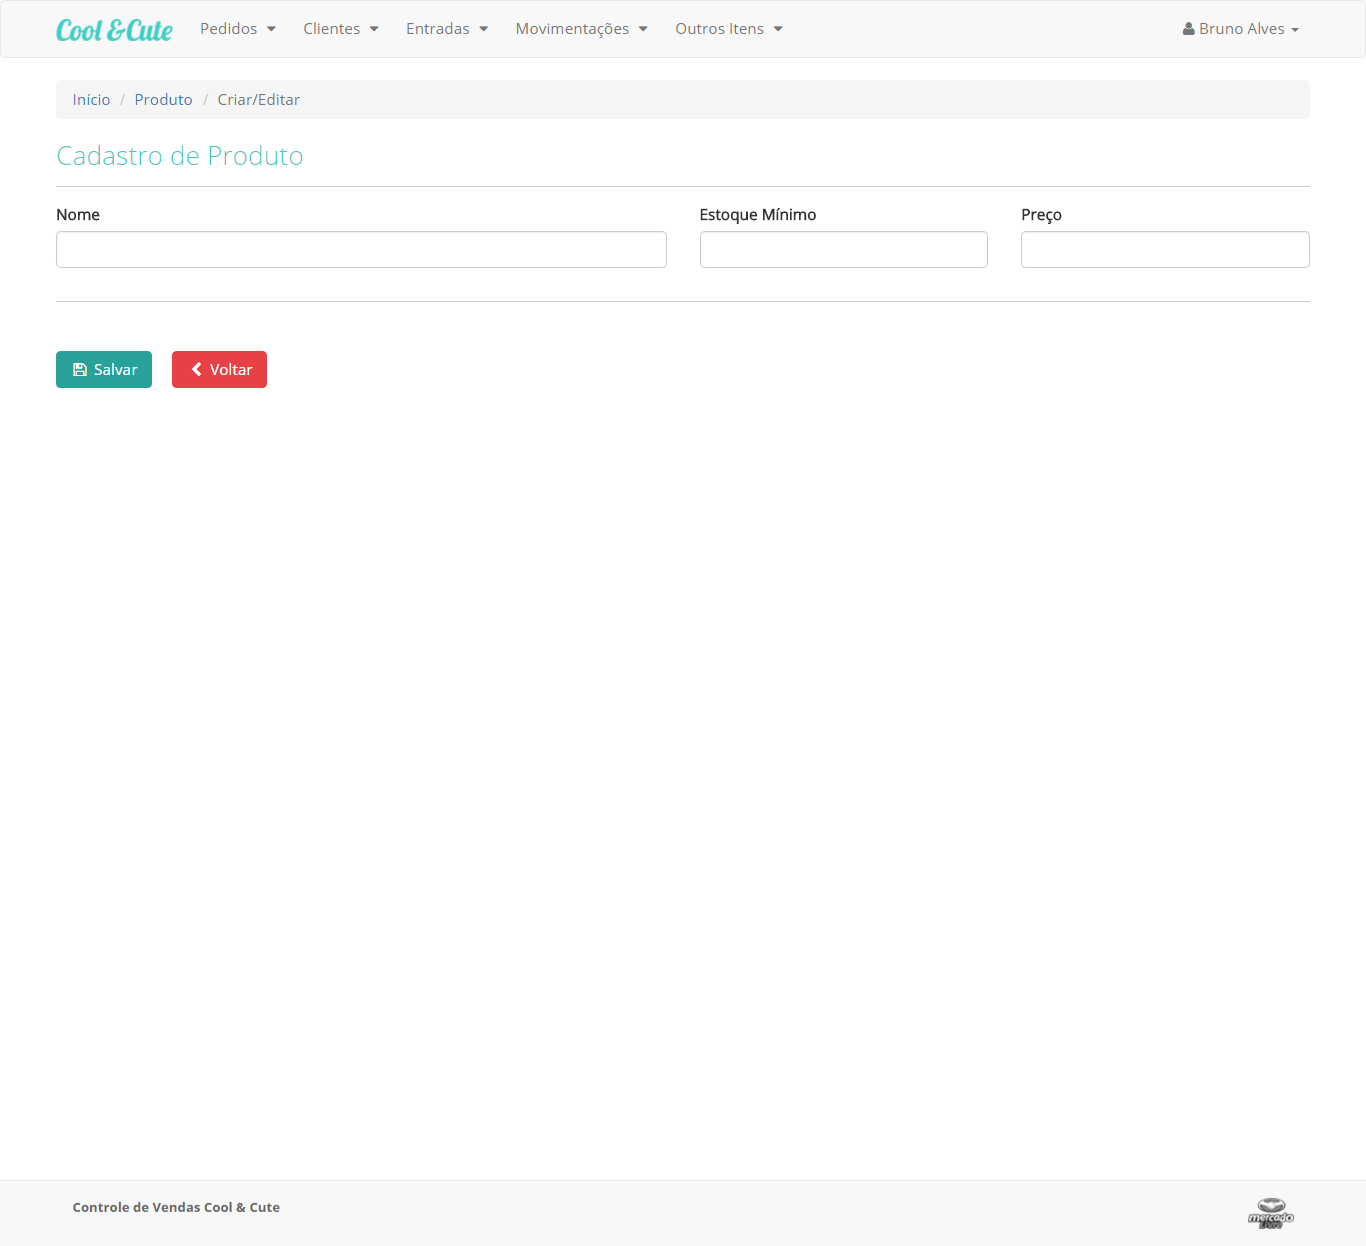 Cool &Cute Pedidos Clientes Entradas Movimentações Outros Itens Bruno Alves
Início / Produto / Criar/Editar
Cadastro de Produto
Nome Estoque Mínimo Preço
Salvar Voltar
Controle de Vendas Cool & Cute
mercado
livre